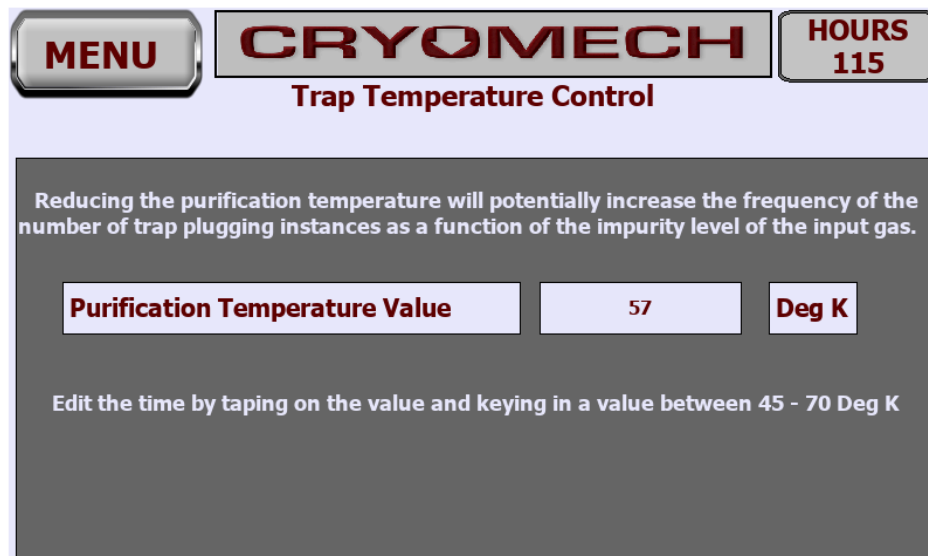 MENU
CRYOMECH
HOURS
115
Trap Temperature Control
Reducing the purification temperature will potentially increase the frequency of the
number of trap plugging instances as a function of the impurity level of the input gas.
Purification Temperature Value
57
Deg K
Edit the time by taping on the value and keying in a value between 45 - 70 Deg K